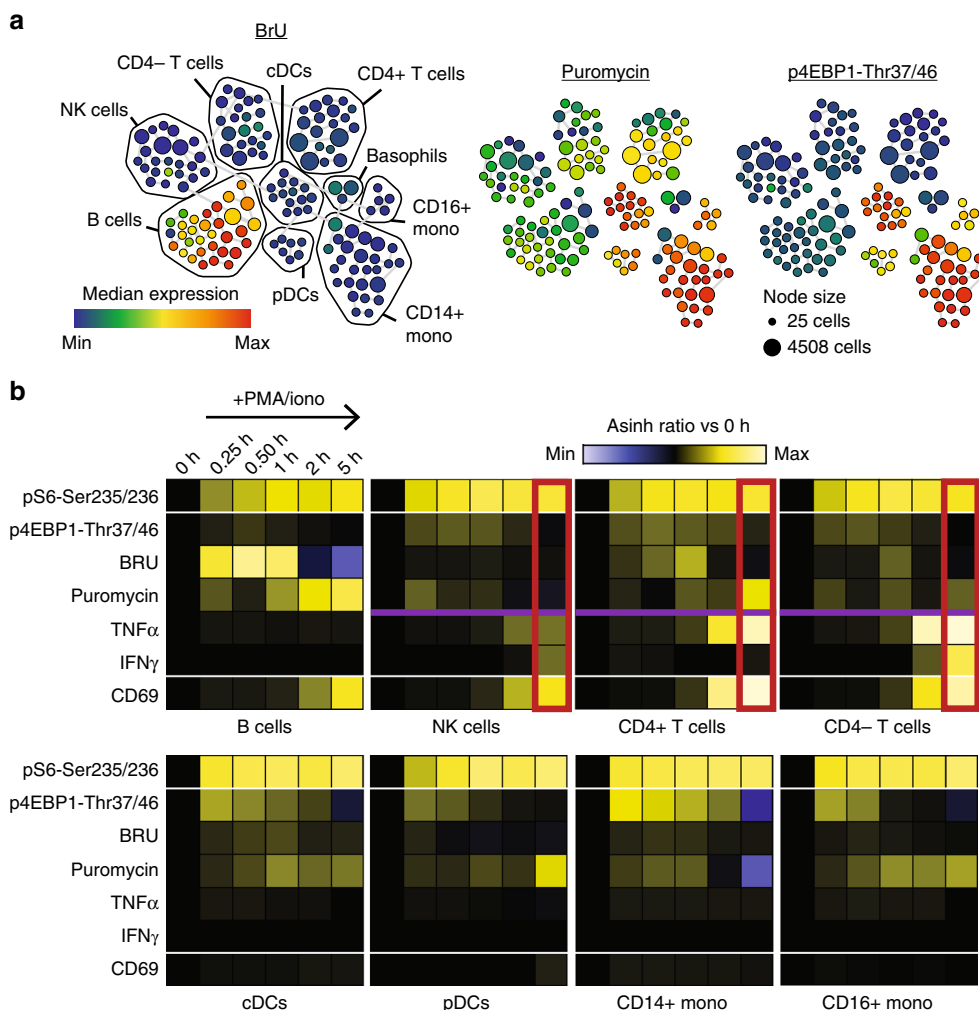 a
BrU
CD4– T cells
cDCs
CD4+ T cells
NK cells
Basophils
B cells
CD16+
mono
pDCs
CD14+
mono
Median expression
Min
Max
Puromycin
p4EBP1-Thr37/46
Node size
25 cells
4508 cells
b
+PMA/iono
0 h
0.25 h
0.50 h
1 h
2 h
5 h
Asinh ratio vs 0 h
Min
Max
pS6-Ser235/236
p4EBP1-Thr37/46
BRU
Puromycin
TNFα
IFNγ
CD69
B cells
NK cells
CD4+ T cells
CD4– T cells
pS6-Ser235/236
p4EBP1-Thr37/46
BRU
Puromycin
TNFα
IFNγ
CD69
cDCs
pDCs
CD14+ mono
CD16+ mono